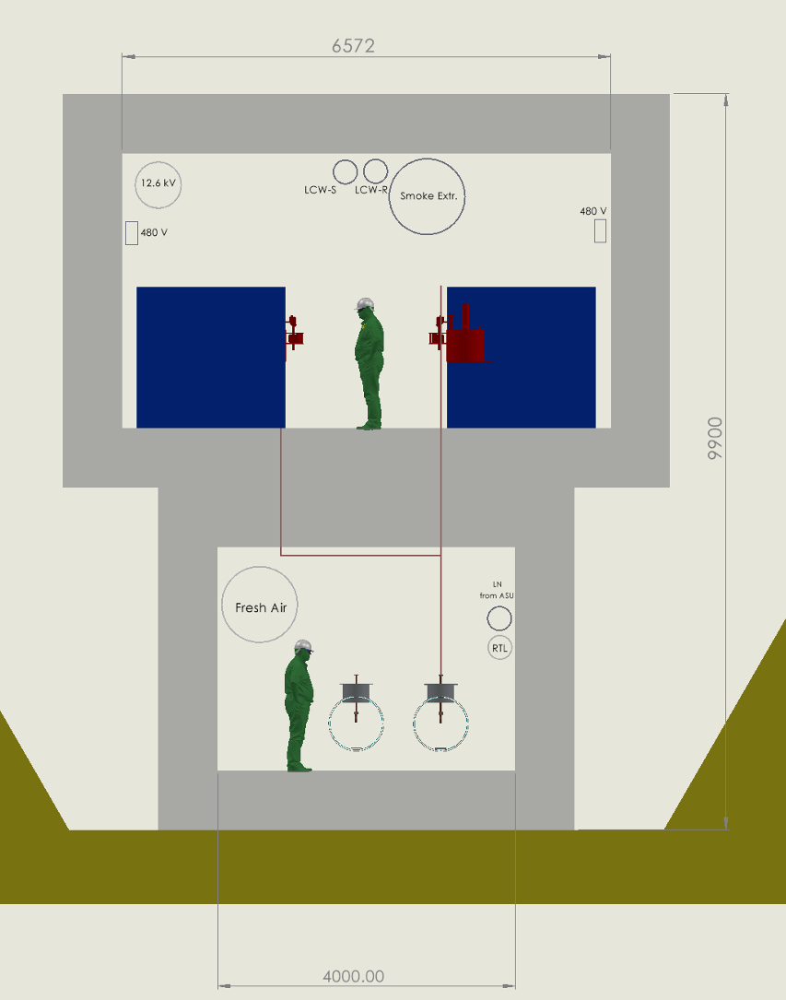 6572
12.6 kV
LCW-S
LCW-R
Smoke Extr.
480 V
480 V
9900
Fresh Air
LN
from ASU
RTL
4000.00